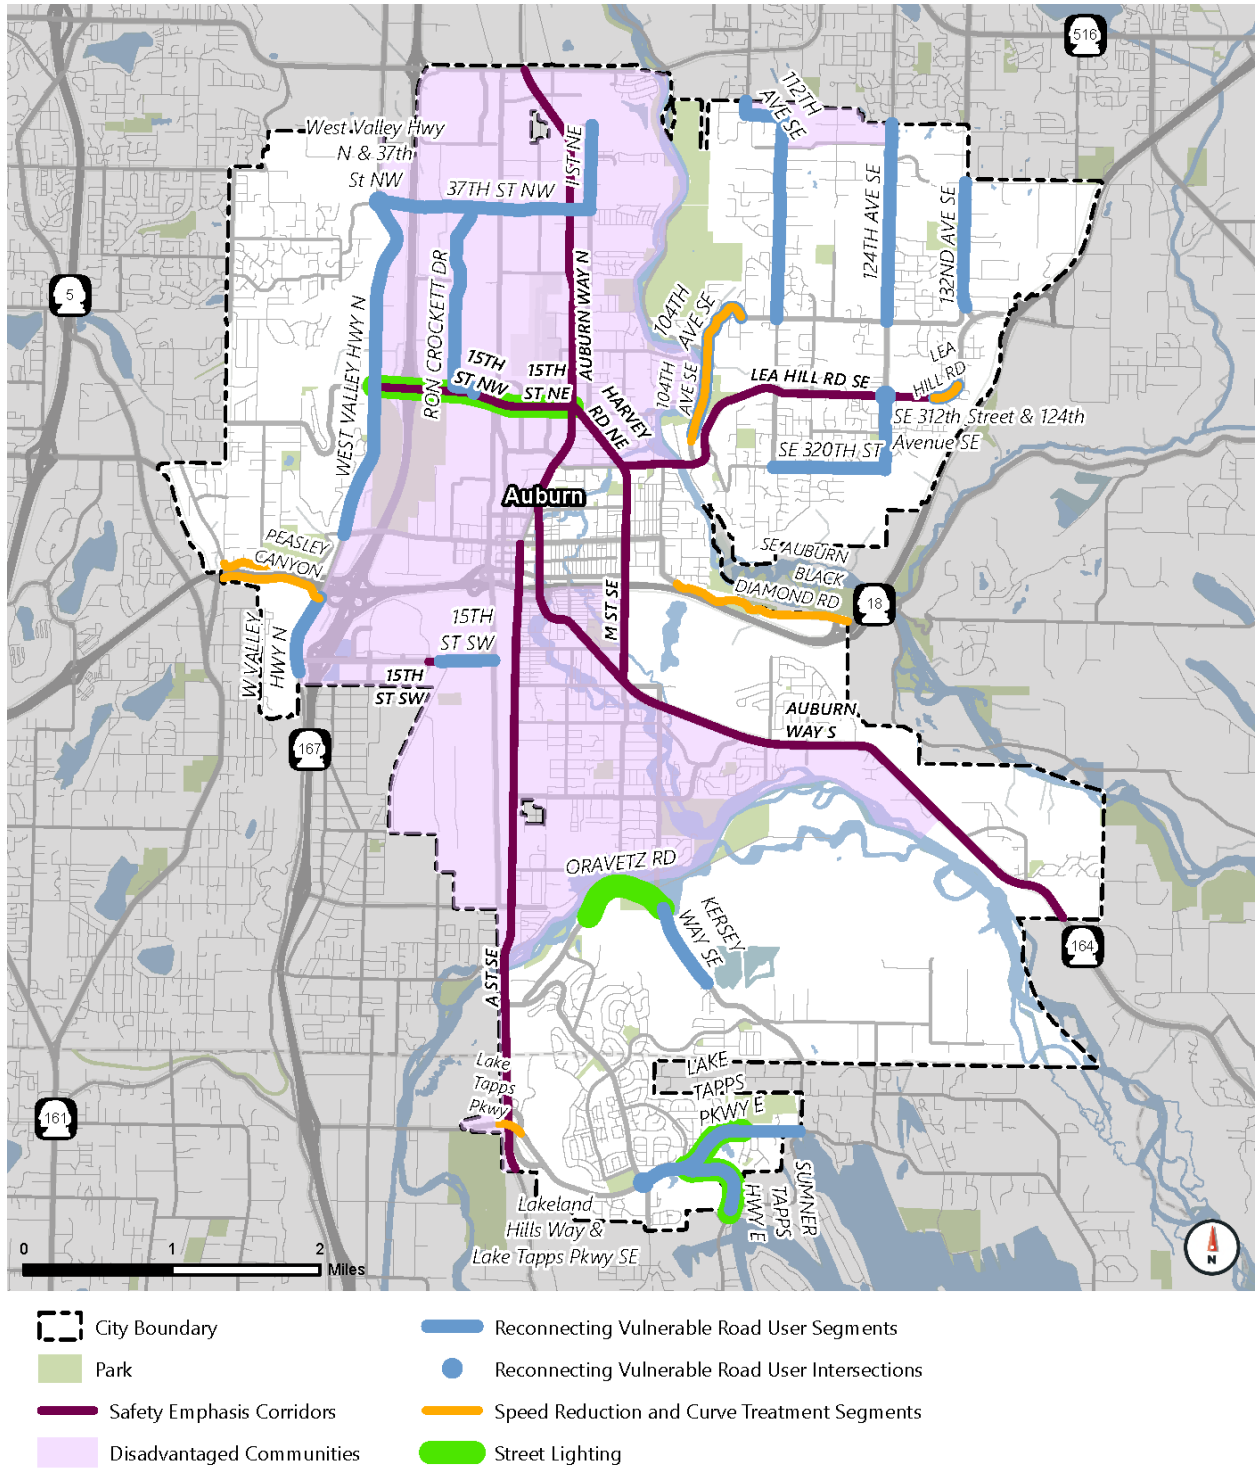 516
112TH
AVE SE
West Valley Hwy
N & 37th
St NW
I ST NE
37TH ST NW
124TH AVE SE
132ND AVE SE
5
RON CROCKETT DR
AUBURN WAY N
104TH
AVE SE
WEST VALLEY HWY N
15TH
ST NW
15TH
ST NE
104TH
AVE SE
LEA HILL RD SE
LEA
HILL RD
HARVEY
RD NE
SE 312th Street & 124th
Avenue SE
SE 320TH ST
Auburn
PEASLEY
CANYON
SE AUBURN
BLACK
DIAMOND RD
18
M ST SE
15TH
ST SW
W VALLEY
HWY N
15TH
ST SW
AUBURN
WAY S
167
ORAVETZ RD
KERSEY
WAY SE
164
A ST SE
Lake
Tapps
Pkwy
LAKE
TAPPS
PKWY E
161
SUMNER
TAPPS
HWY E
Lakeland
Hills Way &
Lake Tapps Pkwy SE
0 1 2
Miles
N
City Boundary
Park
Safety Emphasis Corridors
Disadvantaged Communities
Reconnecting Vulnerable Road User Segments
Reconnecting Vulnerable Road User Intersections
Speed Reduction and Curve Treatment Segments
Street Lighting